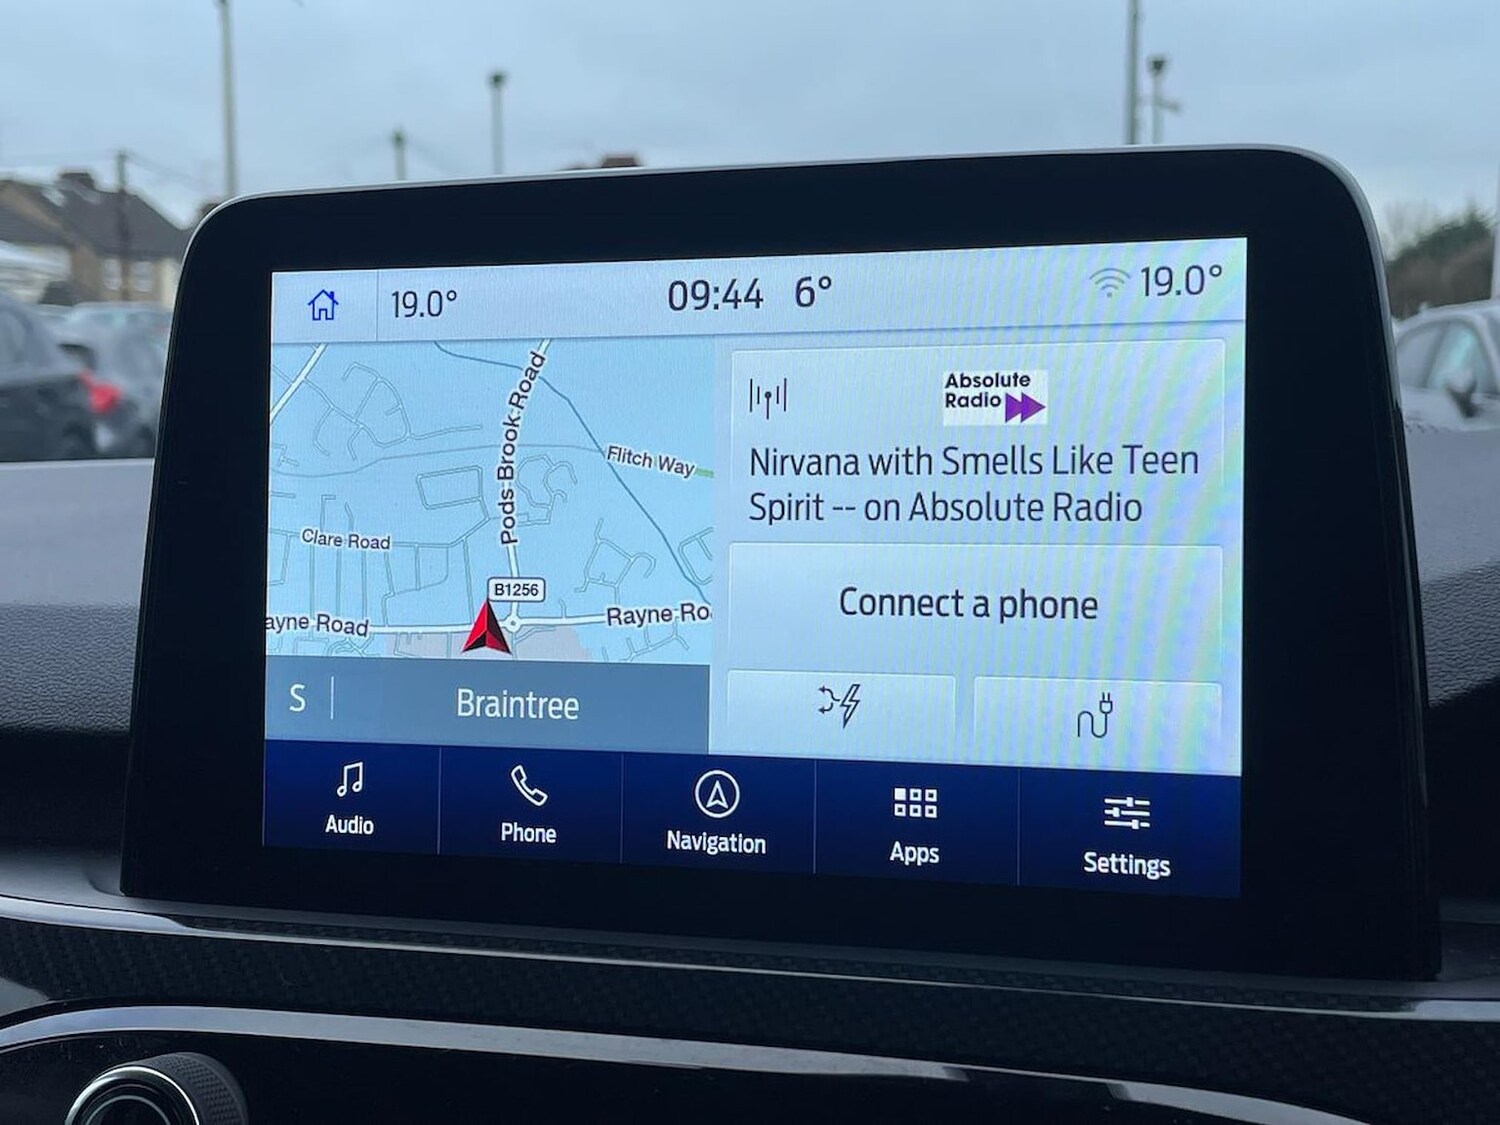 19.0°
09:44 6°
19.0°
Pods Brook Road
Flitch Way
Clare Road
B1256
ayne Road
Rayne Ro
S
Braintree
Absolute
Radio
Nirvana with Smells Like Teen
Spirit -- on Absolute Radio
Connect a phone
Audio
Phone
Navigation
Apps
Settings